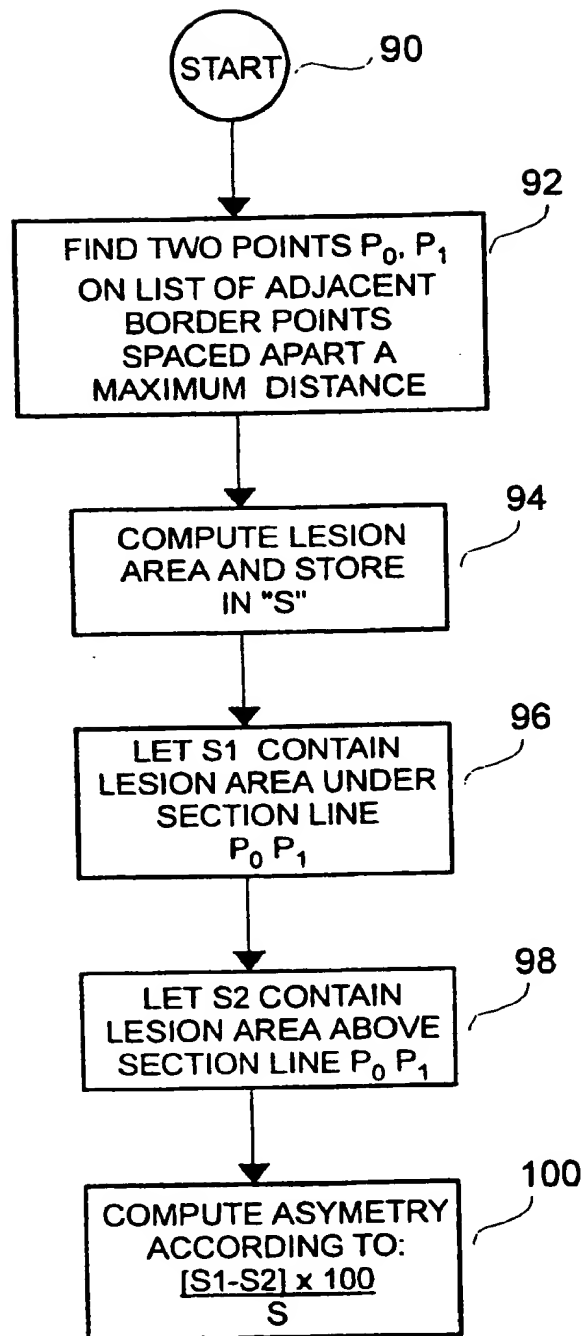 START
90
92
FIND TWO POINTS P0, P1
ON LIST OF ADJACENT
BORDER POINTS
SPACED APART A
MAXIMUM DISTANCE
94
COMPUTE LESION
AREA AND STORE
IN "S"
96
LET S1 CONTAIN
LESION AREA UNDER
SECTION LINE
P0 P1
98
LET S2 CONTAIN
LESION AREA ABOVE
SECTION LINE P0 P1
100
COMPUTE ASYMETRY
ACCORDING TO:
[S1-S2] x 100
S